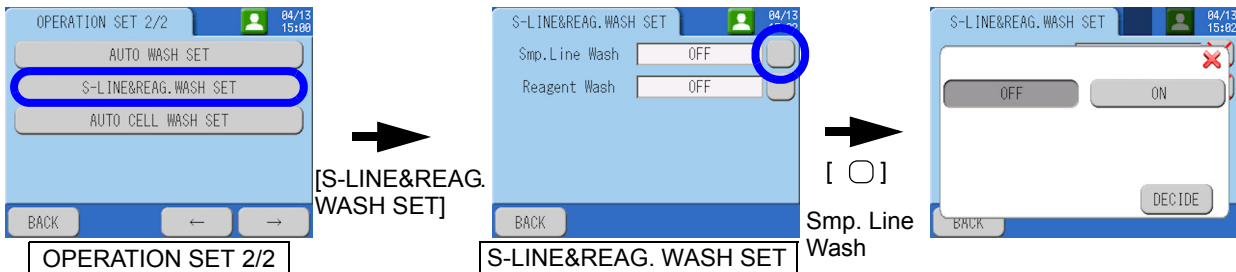 OPERATION SET 2/2
04/13
15:00
AUTO WASH SET
S-LINE&REAG.WASH SET
AUTO CELL WASH SET
BACK
←
→
OPERATION SET 2/2
[S-LINE&REAG.
WASH SET]
S-LINE&REAG.WASH SET
04/13
Smp.Line Wash
OFF
Reagent Wash
OFF
BACK
S-LINE&REAG. WASH SET
[ ▢ ]
Smp. Line
Wash
S-LINE&REAG.WASH SET
04/13
15:02
OFF
ON
DECIDE
BACK